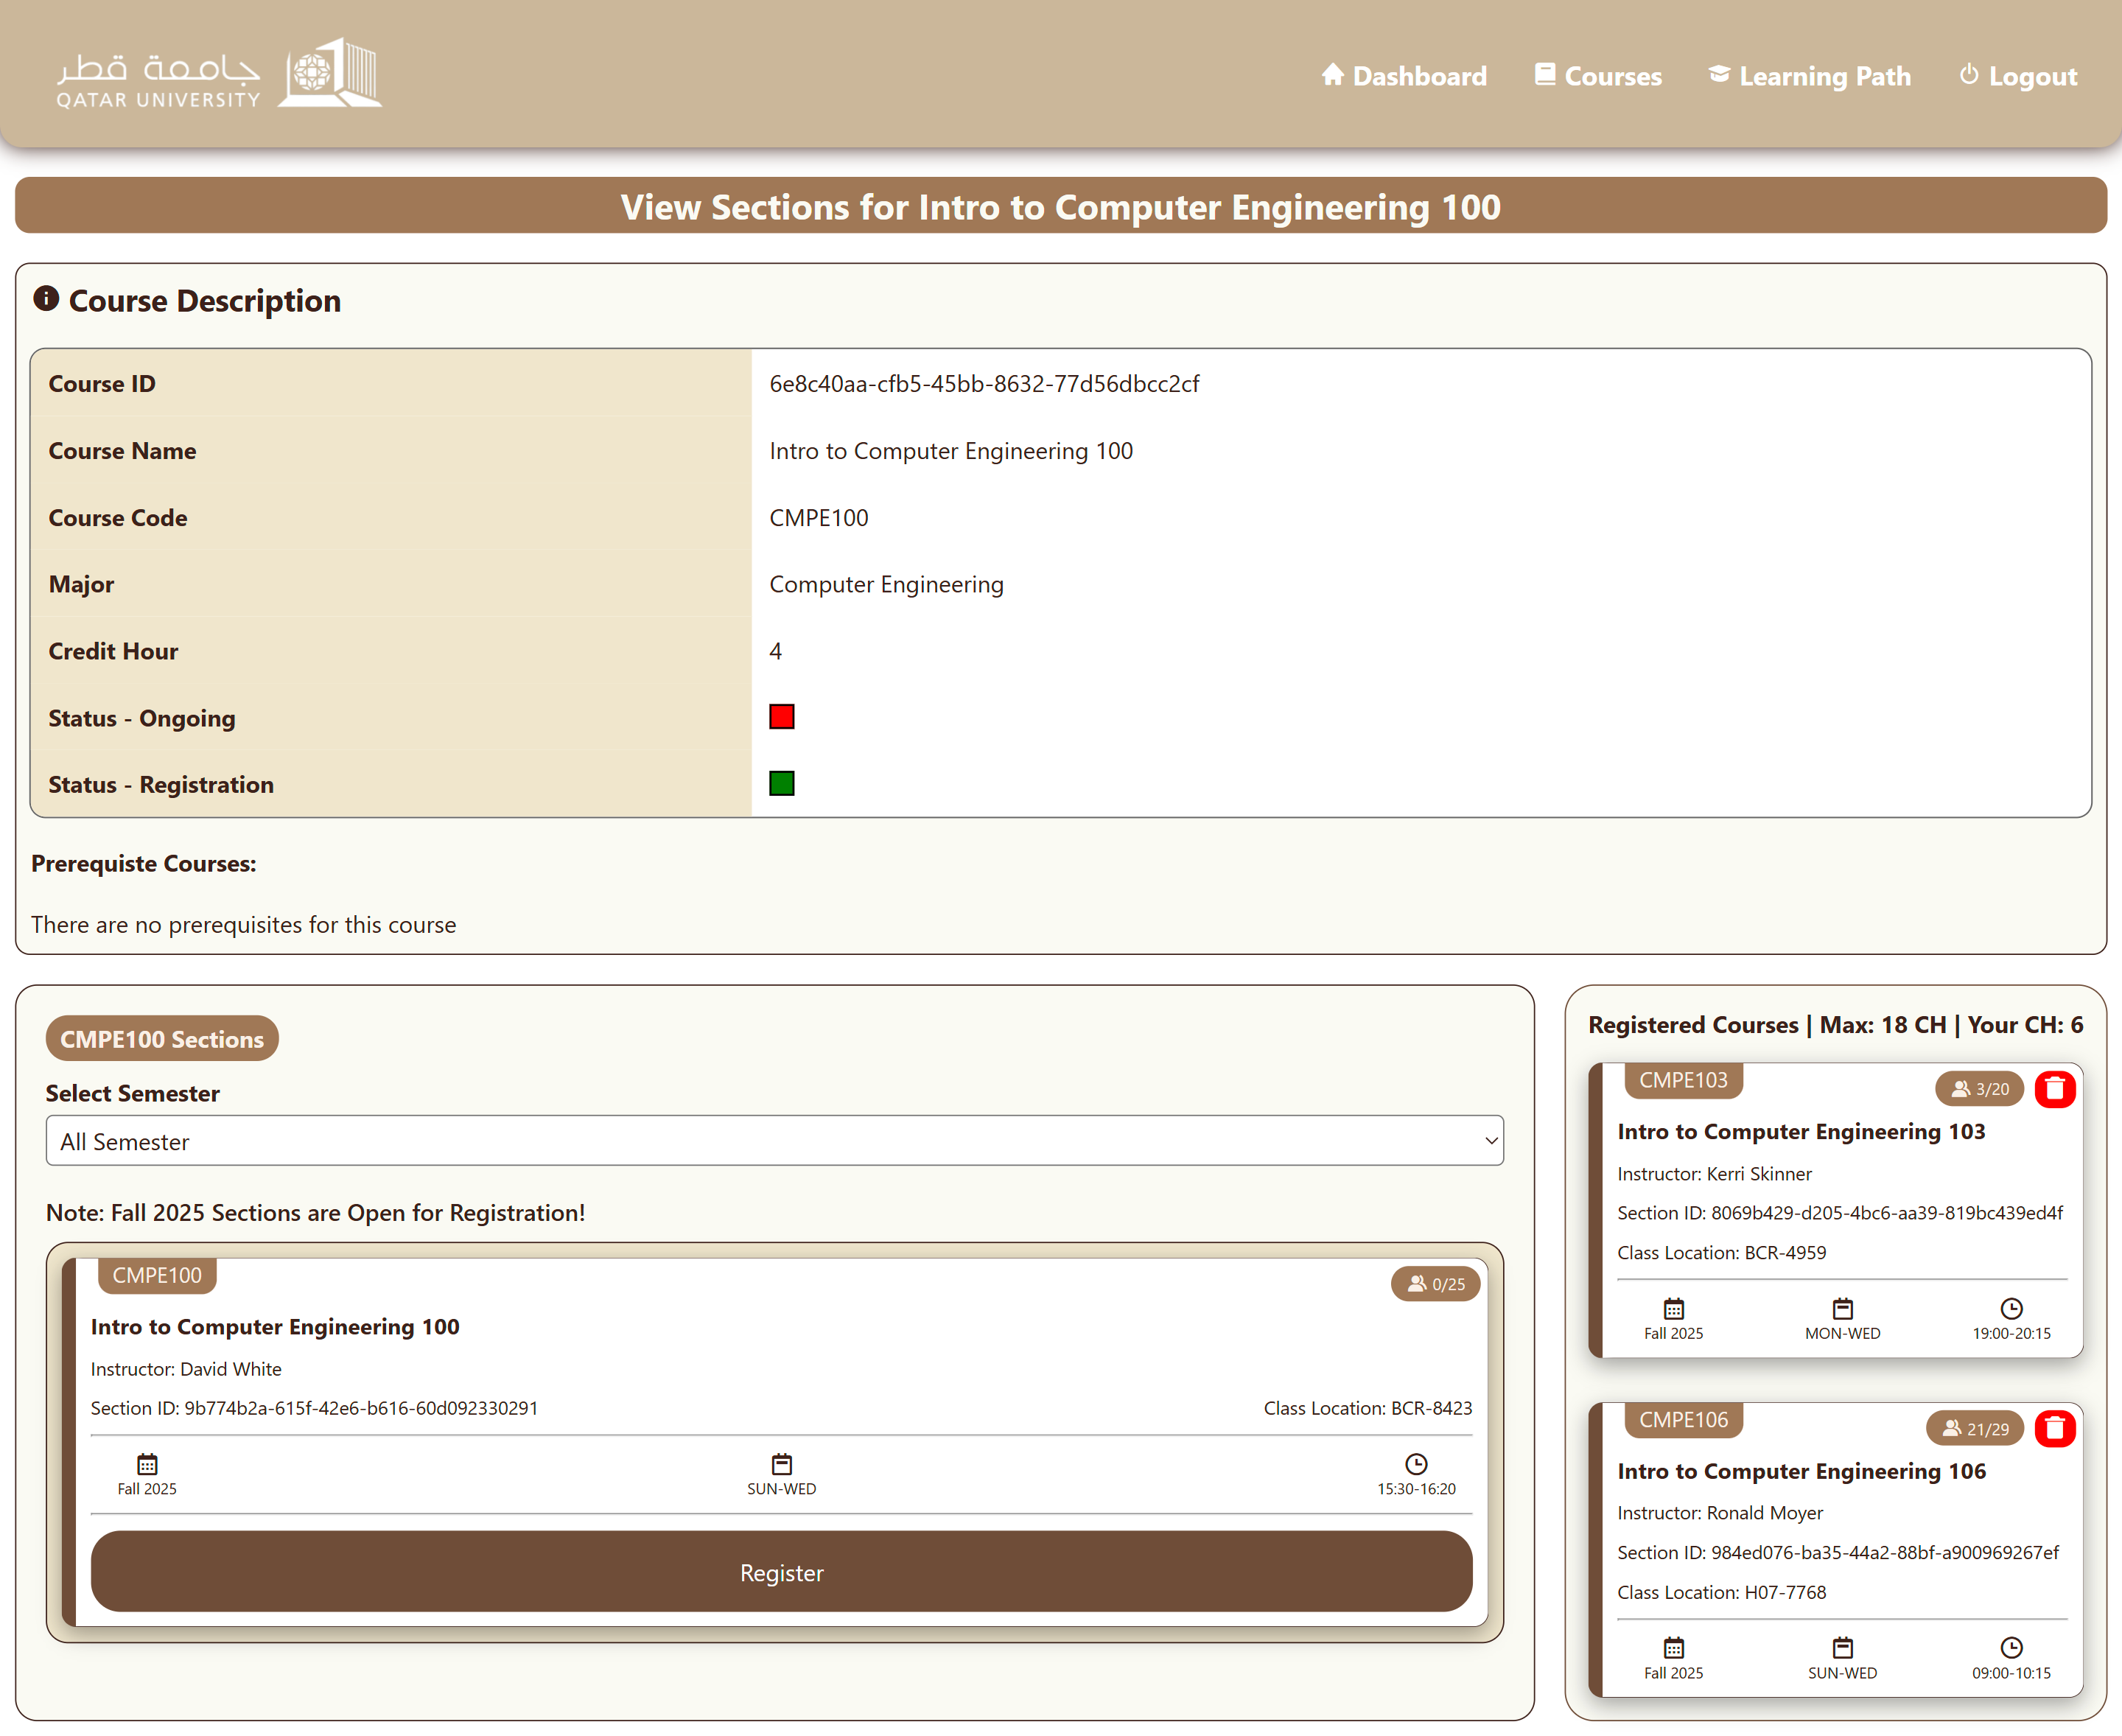 جامعة قطر
QATAR UNIVERSITY
Dashboard
Courses
Learning Path
Logout
View Sections for Intro to Computer Engineering 100
Course Description
Course ID 6e8c40aa-cfb5-45bb-8632-77d56dbcc2cf
Course Name Intro to Computer Engineering 100
Course Code CMPE100
Major Computer Engineering
Credit Hour 4
Status - Ongoing
Status - Registration
Prerequiste Courses:
There are no prerequisites for this course
CMPE100 Sections
Select Semester
All Semester
Note: Fall 2025 Sections are Open for Registration!
CMPE100 0/25
Intro to Computer Engineering 100
Instructor: David White
Section ID: 9b774b2a-615f-42e6-b616-60d092330291 Class Location: BCR-8423
Fall 2025 SUN-WED 15:30-16:20
Register
Registered Courses | Max: 18 CH | Your CH: 6
CMPE103 3/20
Intro to Computer Engineering 103
Instructor: Kerri Skinner
Section ID: 8069b429-d205-4bc6-aa39-819bc439ed4f
Class Location: BCR-4959
Fall 2025 MON-WED 19:00-20:15
CMPE106 21/29
Intro to Computer Engineering 106
Instructor: Ronald Moyer
Section ID: 984ed076-ba35-44a2-88bf-a900969267ef
Class Location: H07-7768
Fall 2025 SUN-WED 09:00-10:15